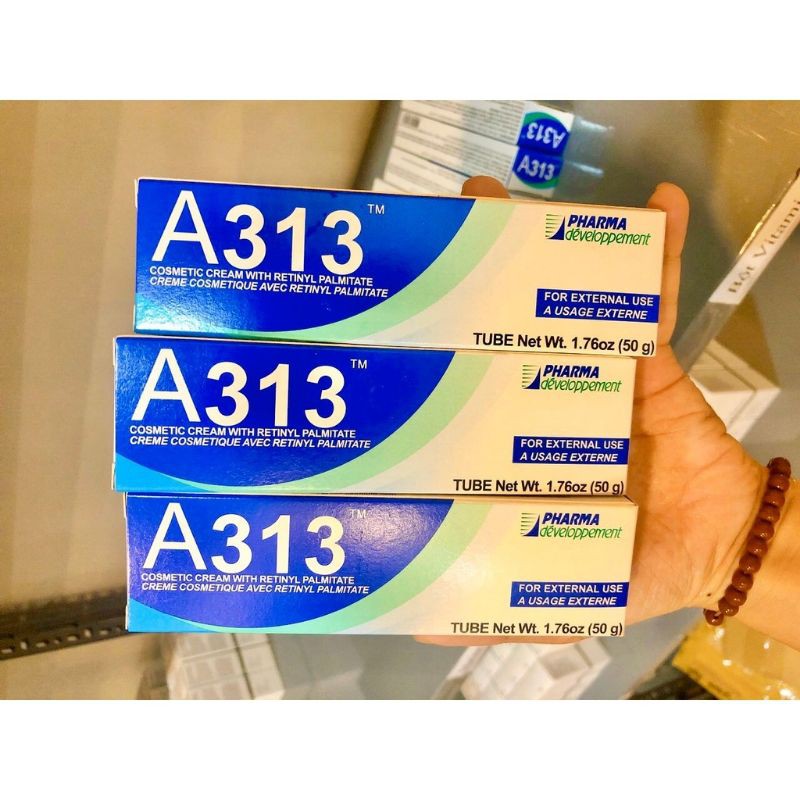 A313
A313
A313™
COSMETIC CREAM WITH RETINYL PALMITATE
CREME COSMETIQUE AVEC RETINYL PALMITATE
PHARMA
développement
FOR EXTERNAL USE
A USAGE EXTERNE
TUBE Net Wt. 1.76oz (50 g)
A313™
COSMETIC CREAM WITH RETINYL PALMITATE
CREME COSMETIQUE AVEC RETINYL PALMITATE
PHARMA
développement
FOR EXTERNAL USE
A USAGE EXTERNE
TUBE Net Wt. 1.76oz (50 g)
A313™
COSMETIC CREAM WITH RETINYL PALMITATE
CREME COSMETIQUE AVEC RETINYL PALMITATE
PHARMA
développement
FOR EXTERNAL USE
A USAGE EXTERNE
TUBE Net Wt. 1.76oz (50 g)
Bột Vitami